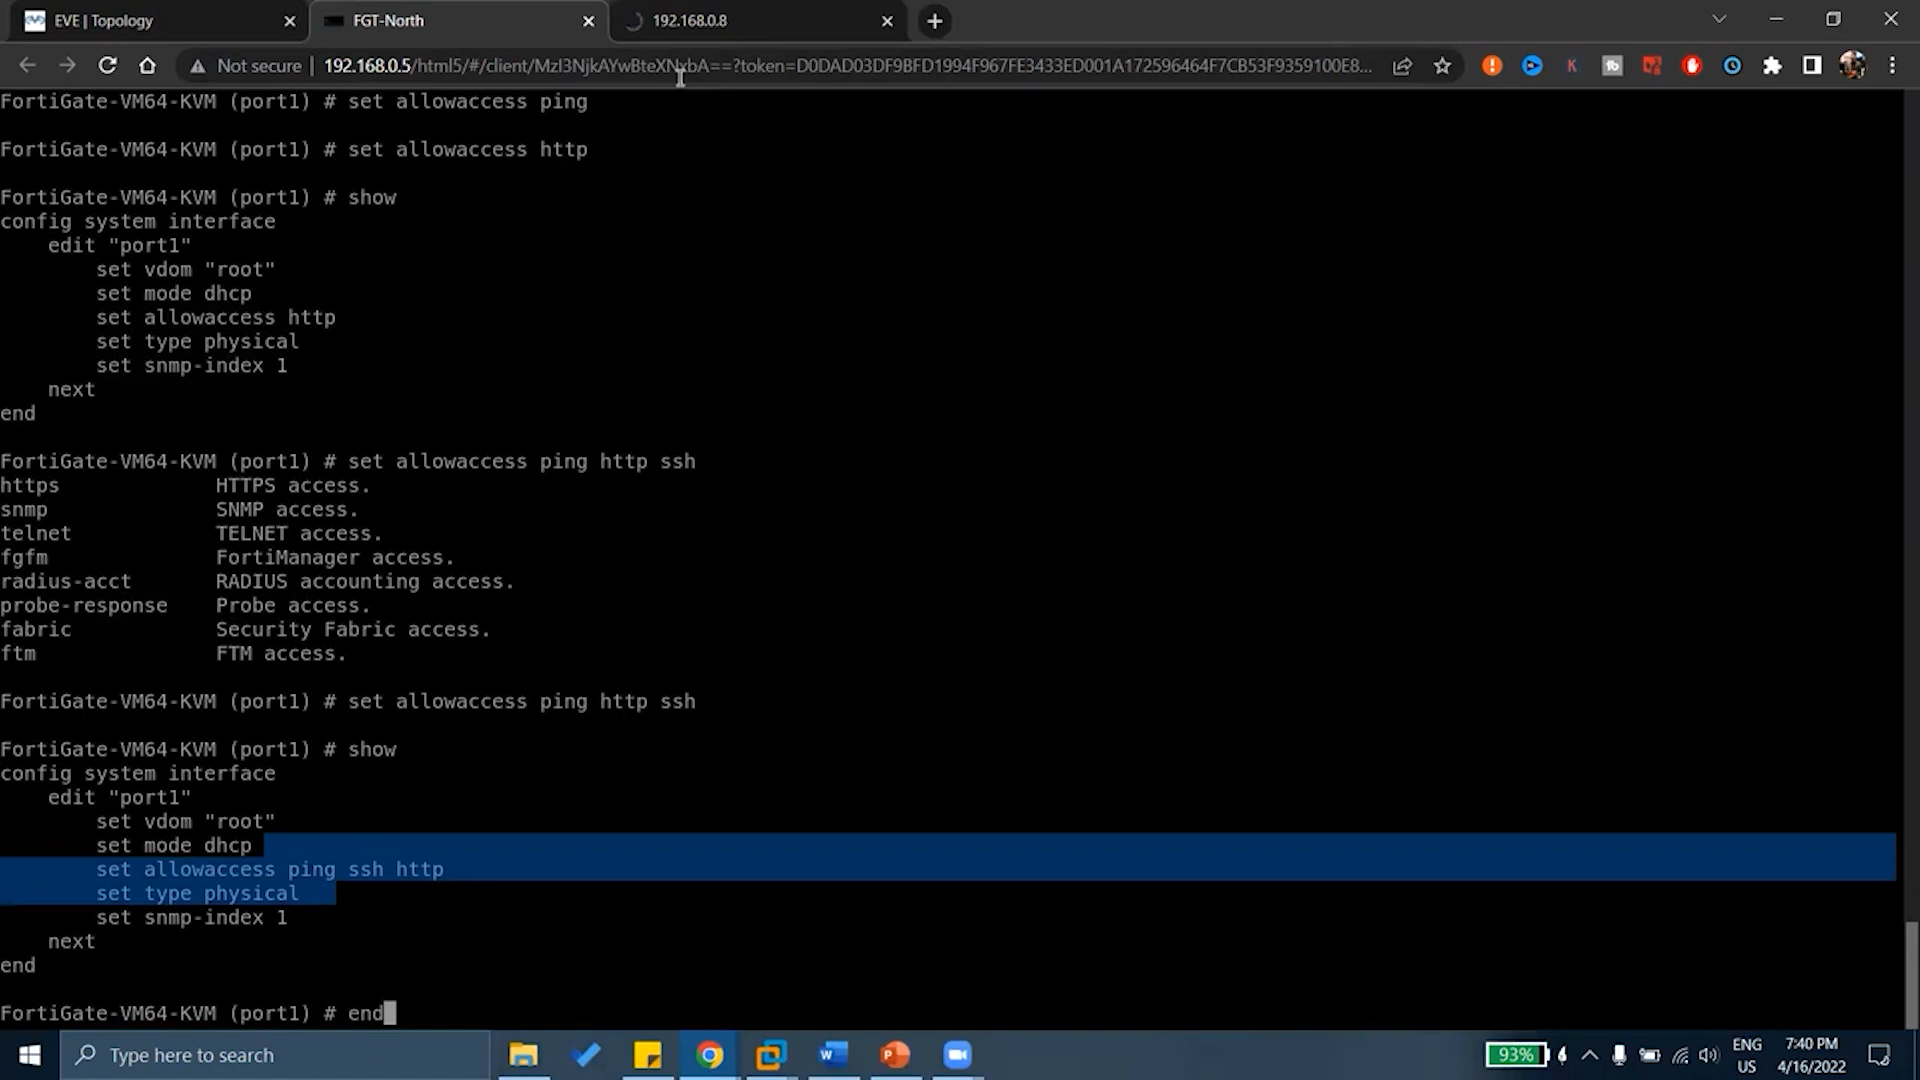 EVE | Topology
FGT-North
192.168.0.8
Not secure
192.168.0.5/html5/#/client/MzI3NjkAYwBteXNxbA==?token=D0DAD03DF9BFD1994F967FE3433ED001A172596464F7CB53F9359100E8...
FortiGate-VM64-KVM (port1) # set allowaccess ping
FortiGate-VM64-KVM (port1) # set allowaccess http
FortiGate-VM64-KVM (port1) # show
config system interface
edit "port1"
set vdom "root"
set mode dhcp
set allowaccess http
set type physical
set snmp-index 1
next
end
FortiGate-VM64-KVM (port1) # set allowaccess ping http ssh
https HTTPS access.
snmp SNMP access.
telnet TELNET access.
fgfm FortiManager access.
radius-acct RADIUS accounting access.
probe-response Probe access.
fabric Security Fabric access.
ftm FTM access.
FortiGate-VM64-KVM (port1) # set allowaccess ping http ssh
FortiGate-VM64-KVM (port1) # show
config system interface
edit "port1"
set vdom "root"
set mode dhcp
set allowaccess ping ssh http
set type physical
set snmp-index 1
next
end
FortiGate-VM64-KVM (port1) # end
Type here to search
93%
ENG
US
7:40 PM
4/16/2022